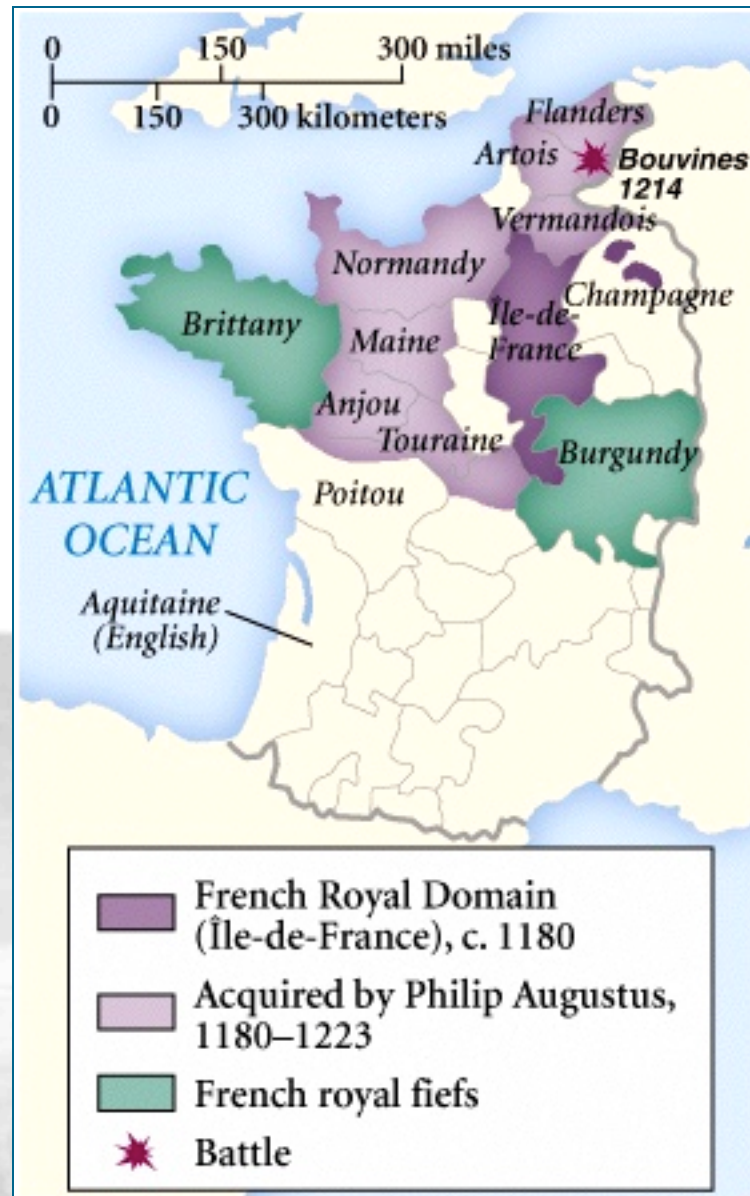 0 150 300 miles
0 150 300 kilometers
Flanders
Artois
Bouvines
1214
Vermandois
Normandy
Champagne
Île-de-
France
Brittany
Maine
Anjou
Touraine
Burgundy
Poitou
ATLANTIC
OCEAN
Aquitaine
(English)
French Royal Domain
(Île-de-France), c. 1180
Acquired by Philip Augustus,
1180–1223
French royal fiefs
Battle